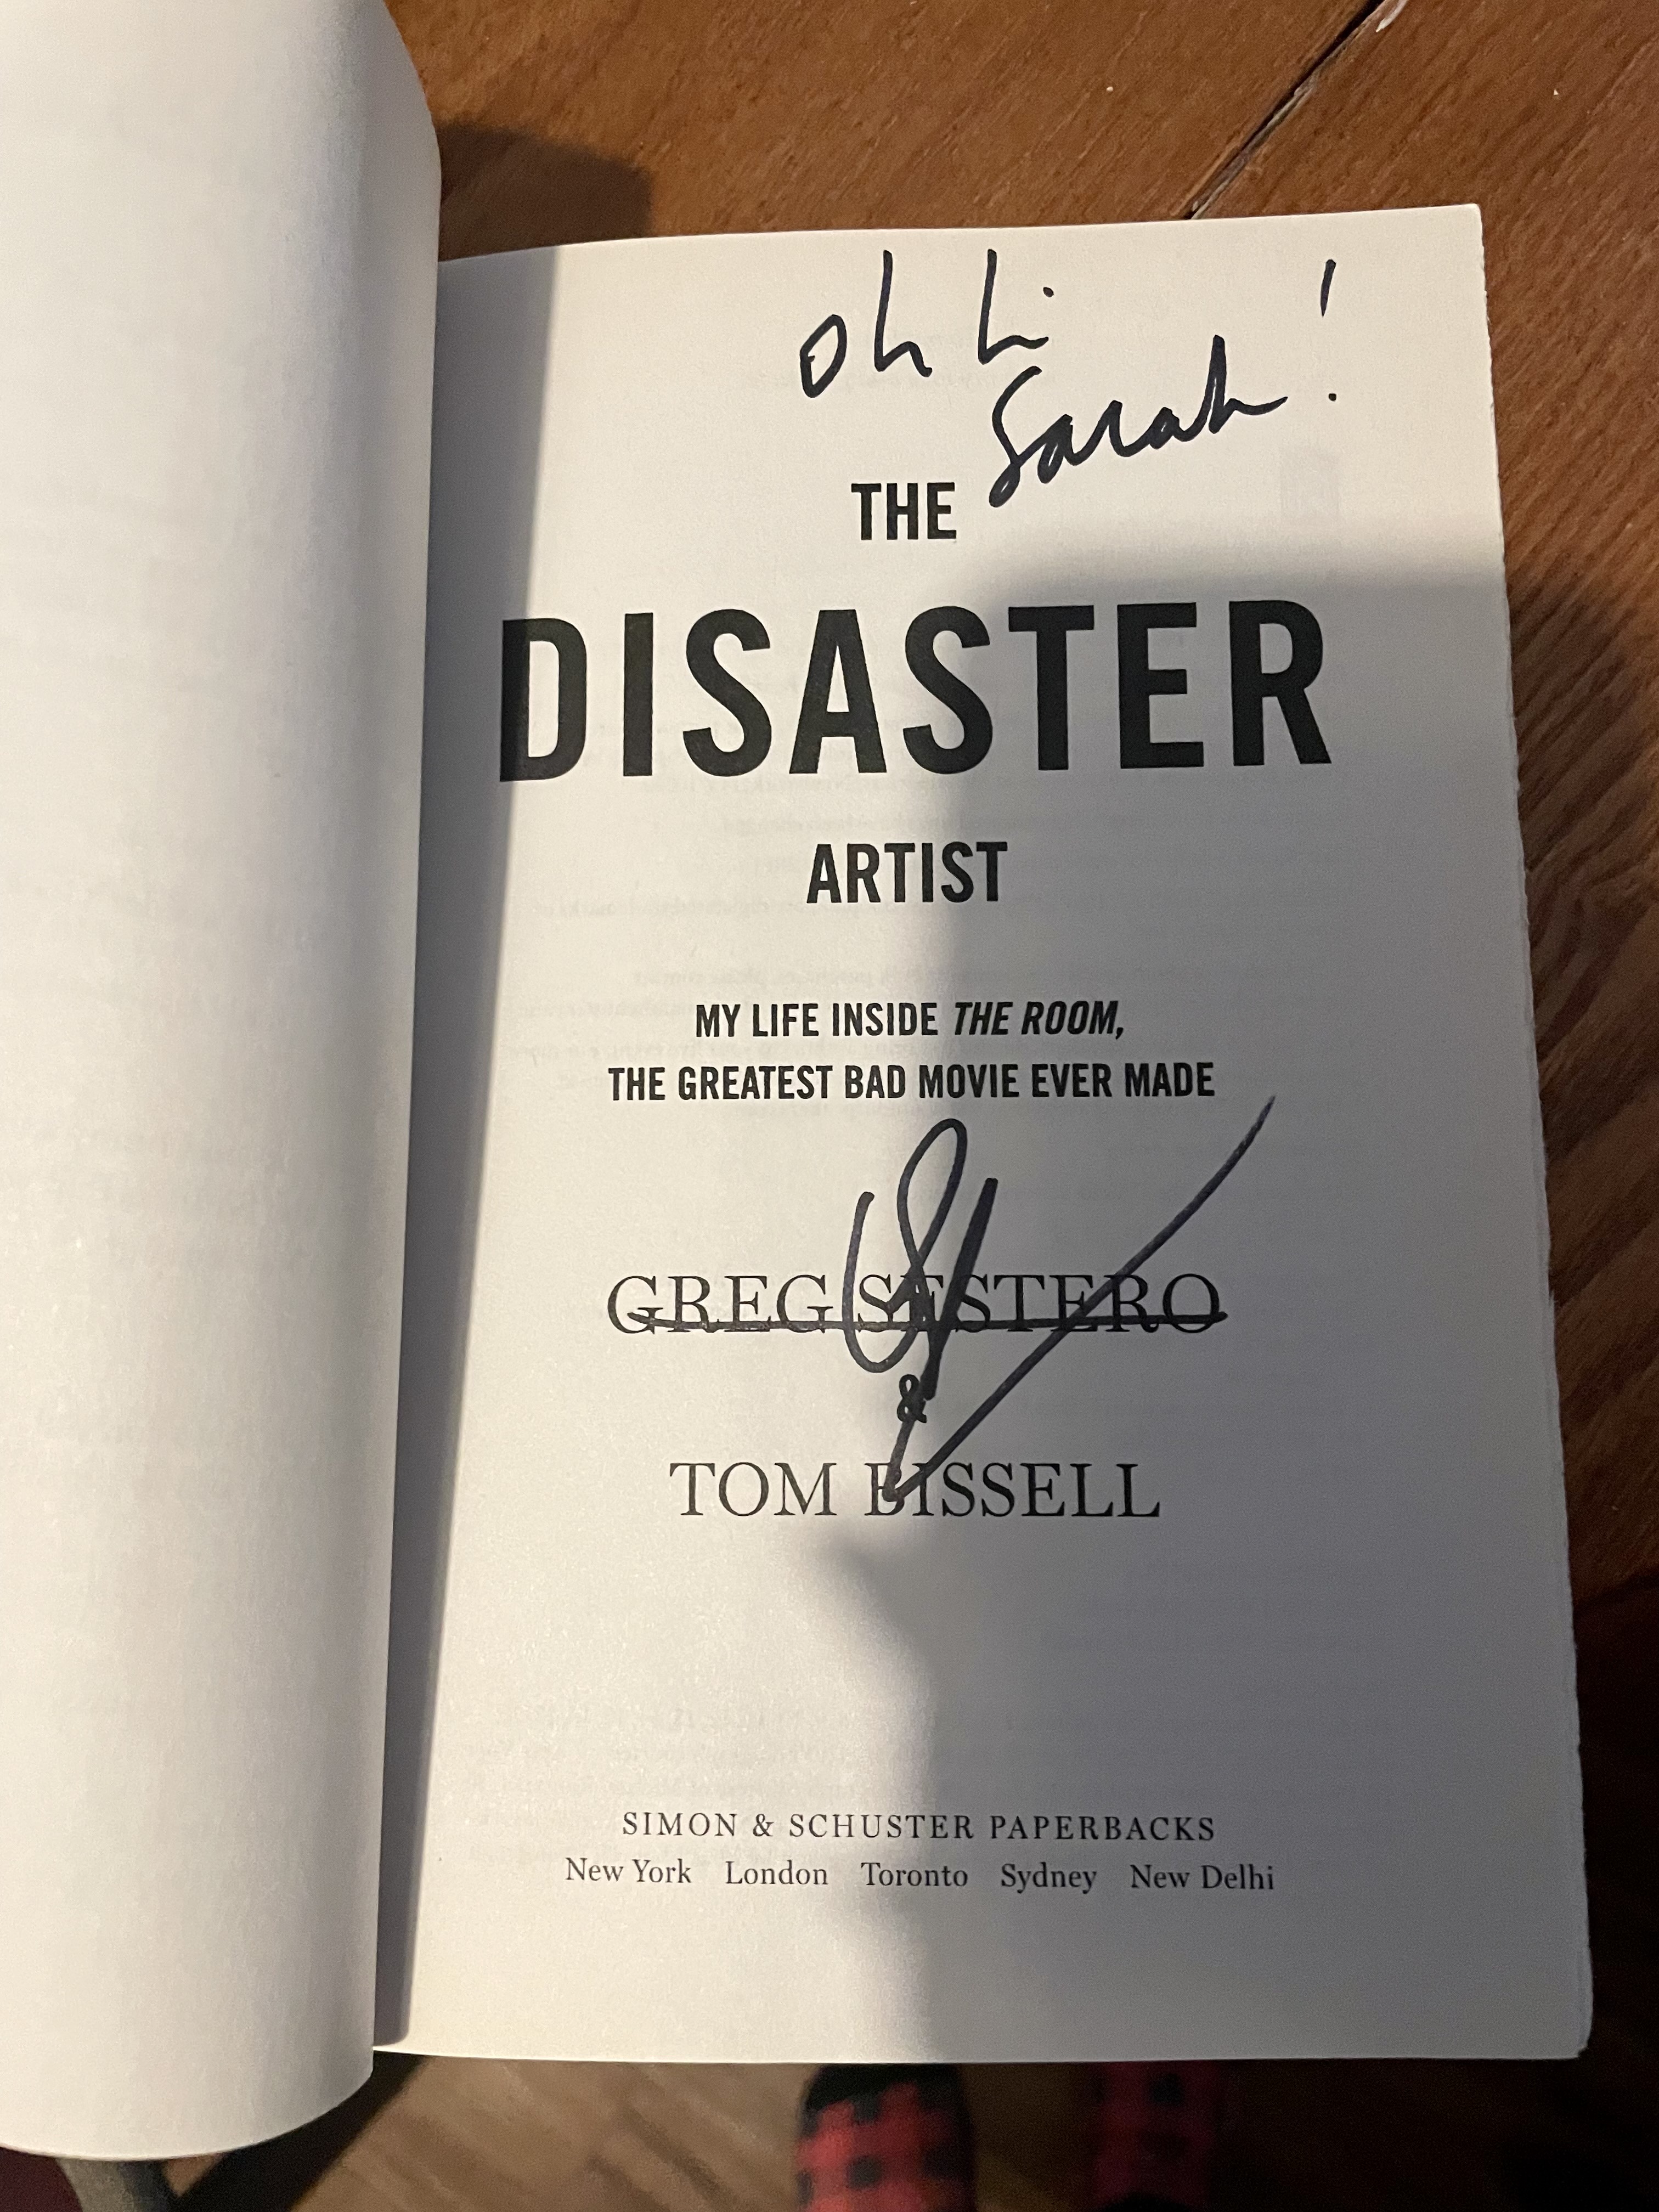 oh hi
Sarah!
THE
DISASTER
ARTIST
MY LIFE INSIDE THE ROOM,
THE GREATEST BAD MOVIE EVER MADE
GREG SESTERO
&
TOM BISSELL
SIMON & SCHUSTER PAPERBACKS
New York London Toronto Sydney New Delhi